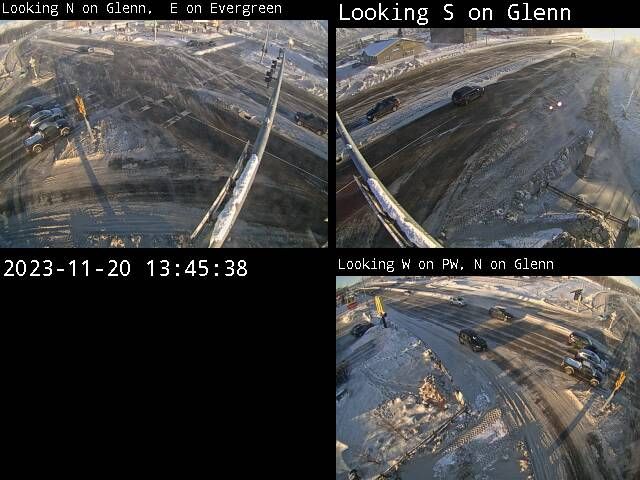 Looking N on Glenn, E on Evergreen
Looking S on Glenn
2023-11-20 13:45:38
Looking W on PW, N on Glenn